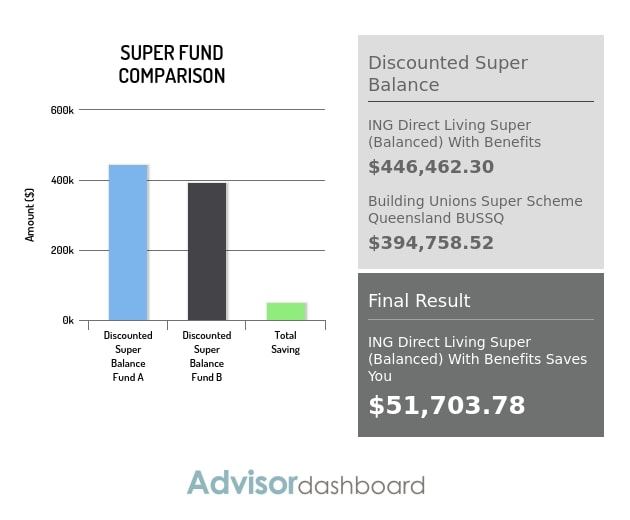 SUPER FUND
COMPARISON
Amount ($)
600k
400k
200k
0k
Discounted
Super
Balance
Fund A
Discounted
Super
Balance
Fund B
Total
Saving
Discounted Super
Balance
ING Direct Living Super
(Balanced) With Benefits
$446,462.30
Building Unions Super Scheme
Queensland BUSSQ
$394,758.52
Final Result
ING Direct Living Super
(Balanced) With Benefits Saves
You
$51,703.78
Advisordashboard